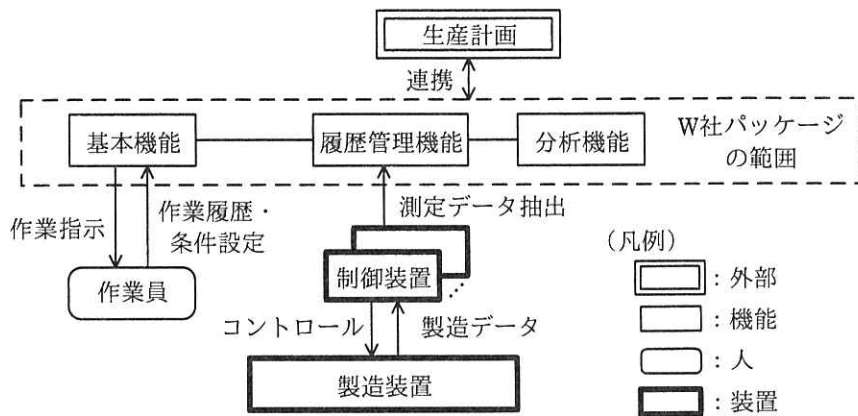 生産計画
連携
基本機能
履歴管理機能
分析機能
W社パッケージ
の範囲
作業指示
作業履歴・
条件設定
測定データ抽出
作業員
制御装置
コントロール
製造データ
製造装置
（凡例）
：外部
：機能
：人
：装置